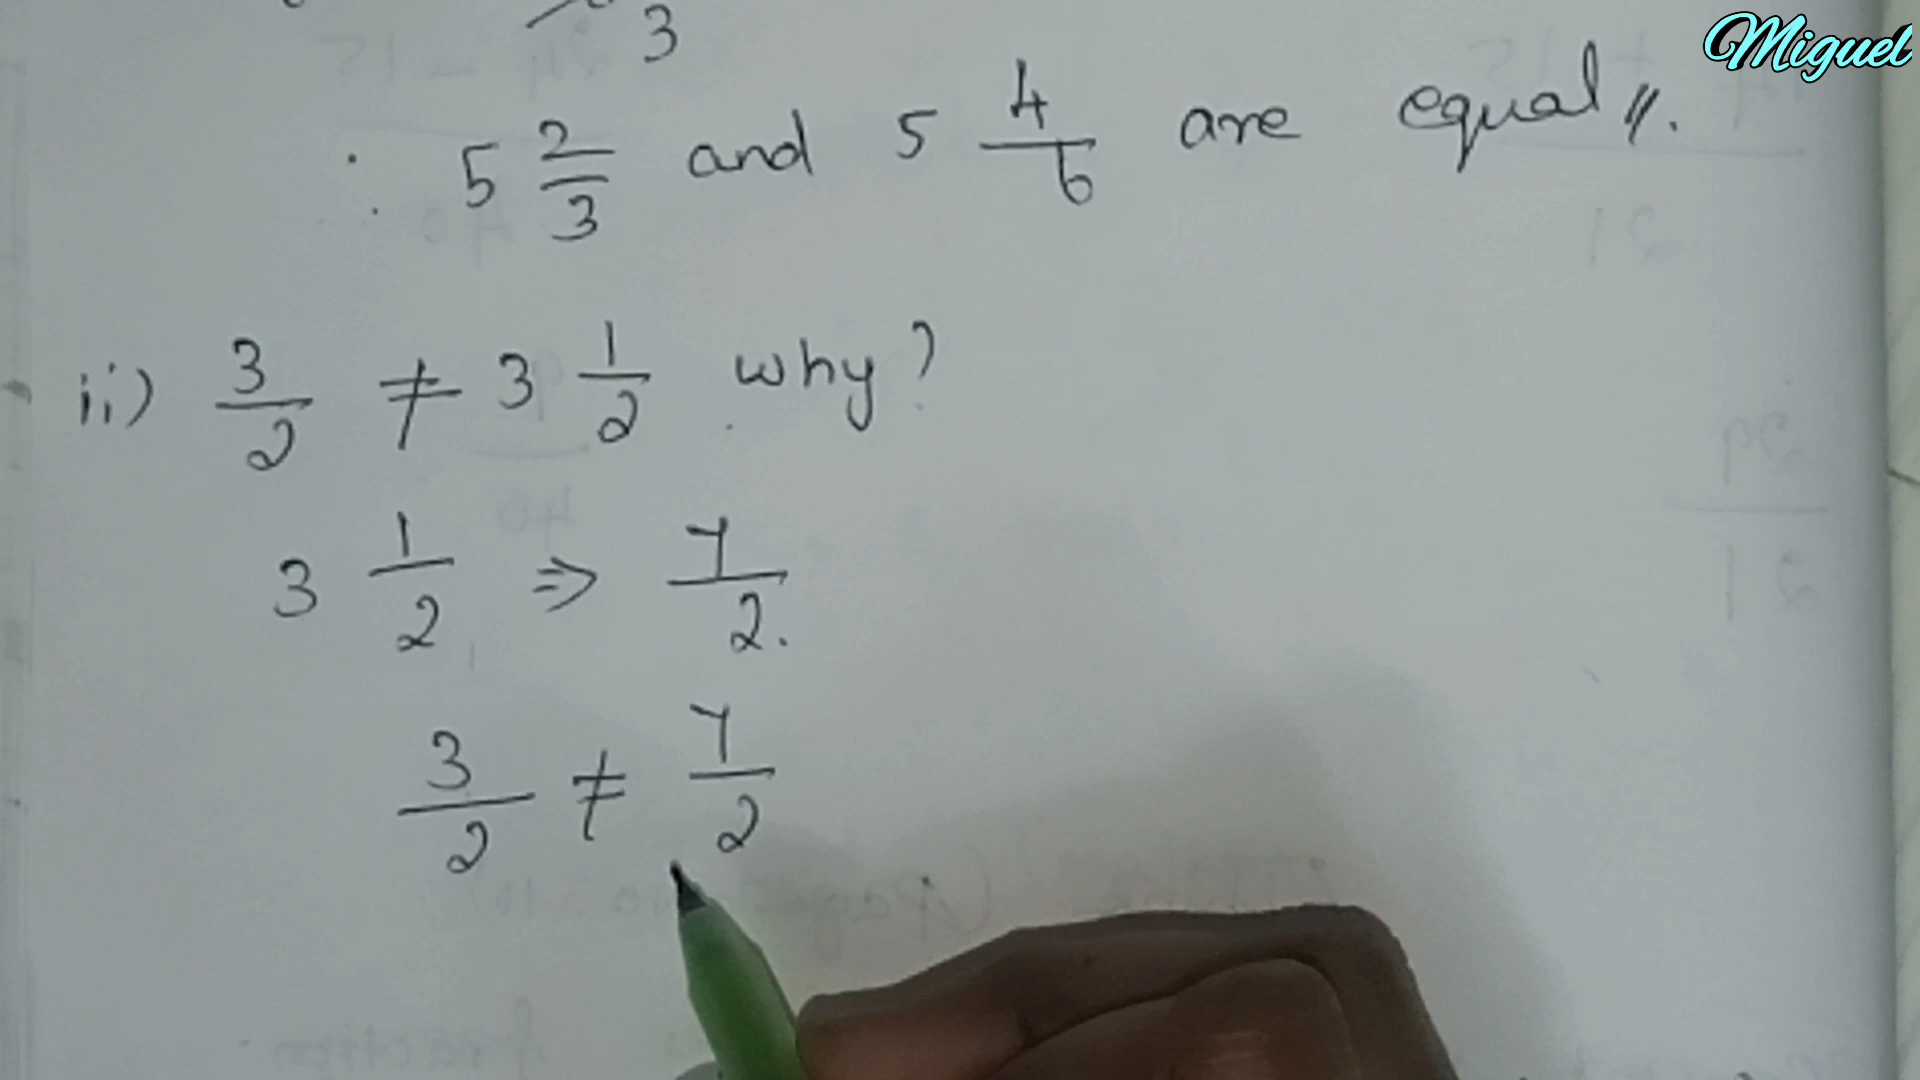 Miguel
3
∴ 5 2/3 and 5 4/6 are equal //.
ii) 3/2 ≠ 3 1/2 why?
3 1/2 ⇒ 7/2.
3/2 ≠ 7/2